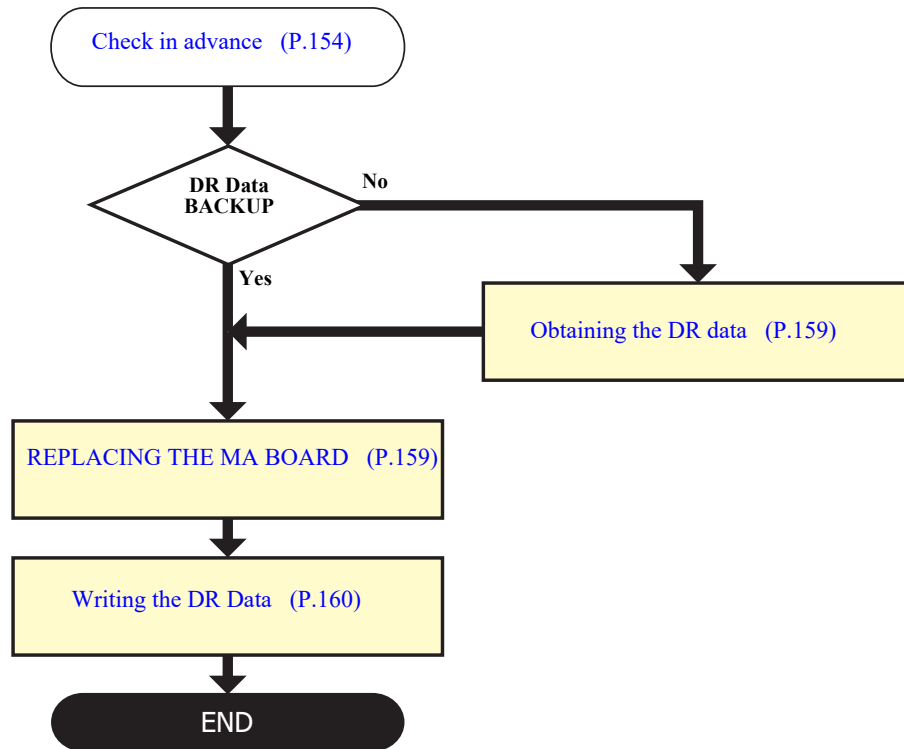 Check in advance (P.154)
DR Data
BACKUP
No
Yes
Obtaining the DR data (P.159)
REPLACING THE MA BOARD (P.159)
Writing the DR Data (P.160)
END